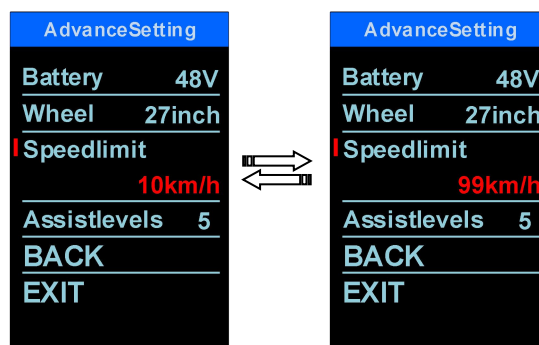 AdvanceSetting
Battery 48V
Wheel 27inch
Speedlimit
10km/h
Assistlevels 5
BACK
EXIT
AdvanceSetting
Battery 48V
Wheel 27inch
Speedlimit
99km/h
Assistlevels 5
BACK
EXIT